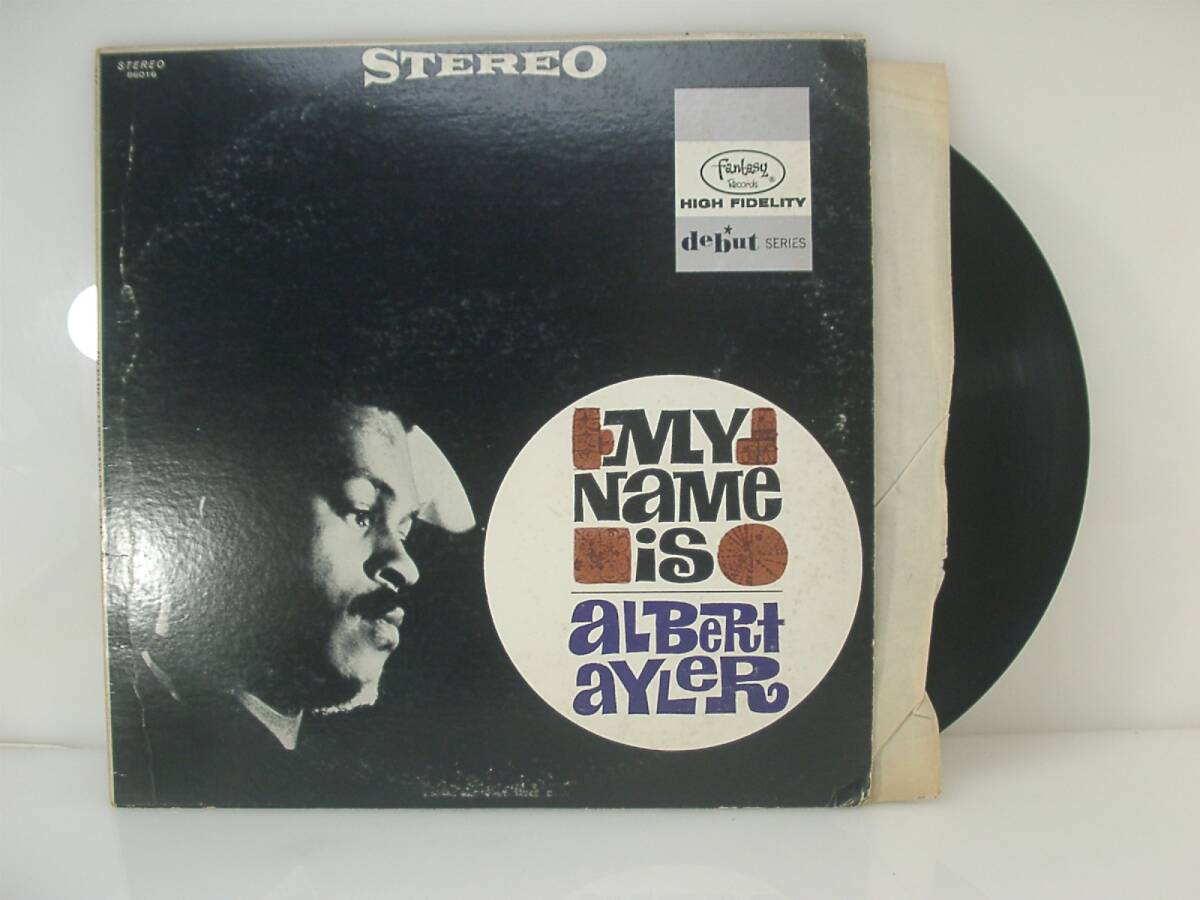 STEREO
86016
STEREO
fantasy
Records ®
HIGH FIDELITY
debut SERIES
MY
NAME
iS
ALBERT
AYLER